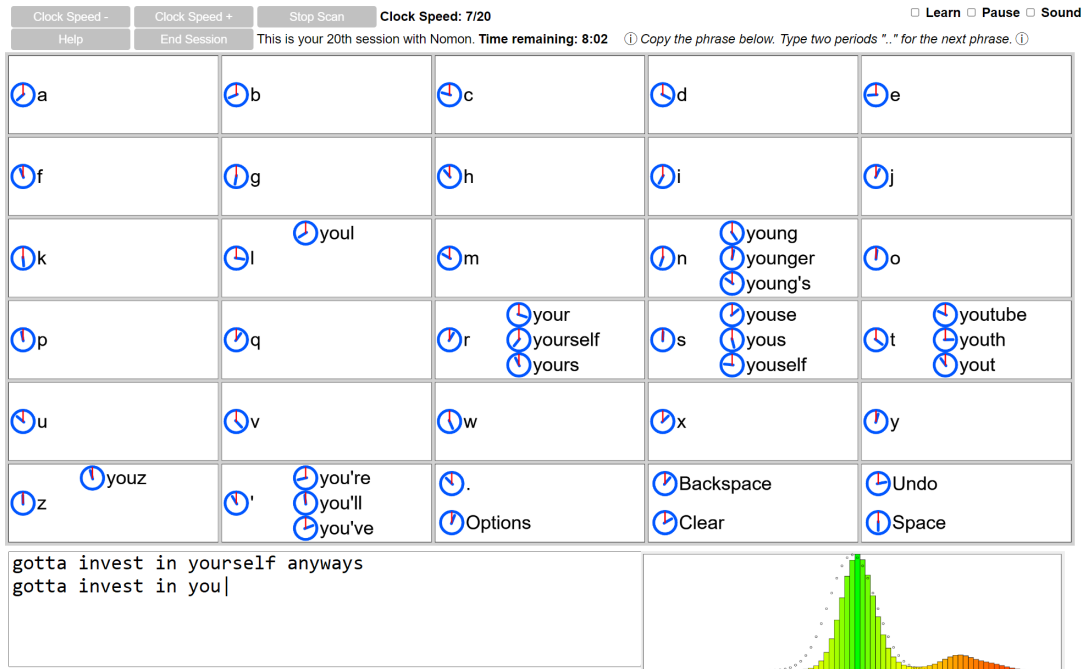 Clock Speed - Clock Speed + Stop Scan Clock Speed: 7/20 Learn Pause Sound
Help End Session This is your 20th session with Nomon. Time remaining: 8:02 ⓘ Copy the phrase below. Type two periods ".." for the next phrase. ⓘ
a b c d e
f g h i j
k
l youl
m
n young
younger
young's
o
p
q
r your
yourself
yours
s youse
yous
youself
t youtube
youth
yout
u v w x y
z youz
' you're
you'll
you've
.
Options
Backspace
Clear
Undo
Space
gotta invest in yourself anyways
gotta invest in you